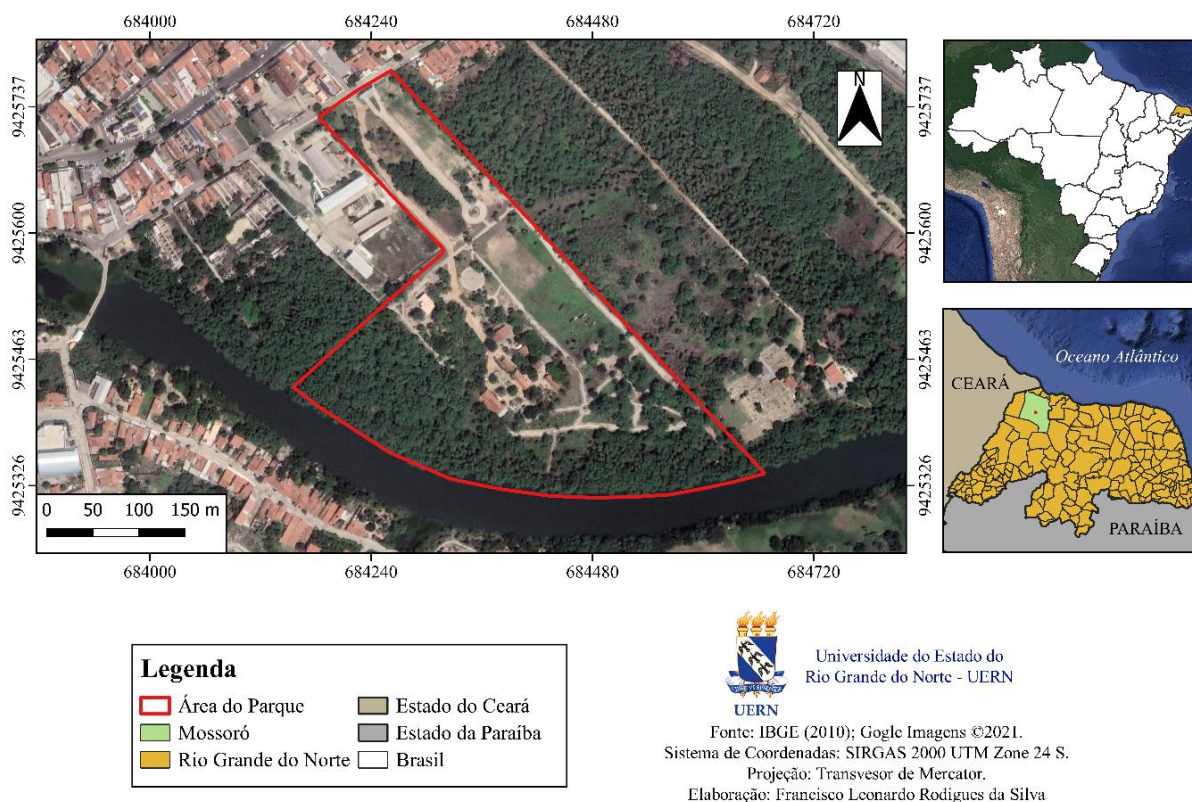 684000 684240 684480 684720
N
9425737 9425737
9425600 9425600
9425463 9425463
9425326 9425326
0 50 100 150 m
684000 684240 684480 684720
Oceano Atlântico
CEARÁ
PARAÍBA
Legenda
Área do Parque
Mossoró
Rio Grande do Norte
Estado do Ceará
Estado da Paraíba
Brasil
UERN
Universidade do Estado do
Rio Grande do Norte - UERN
Fonte: IBGE (2010); Gogle Imagens ©2021.
Sistema de Coordenadas: SIRGAS 2000 UTM Zone 24 S.
Projeção: Transvesor de Mercator.
Elaboração: Francisco Leonardo Rodigues da Silva